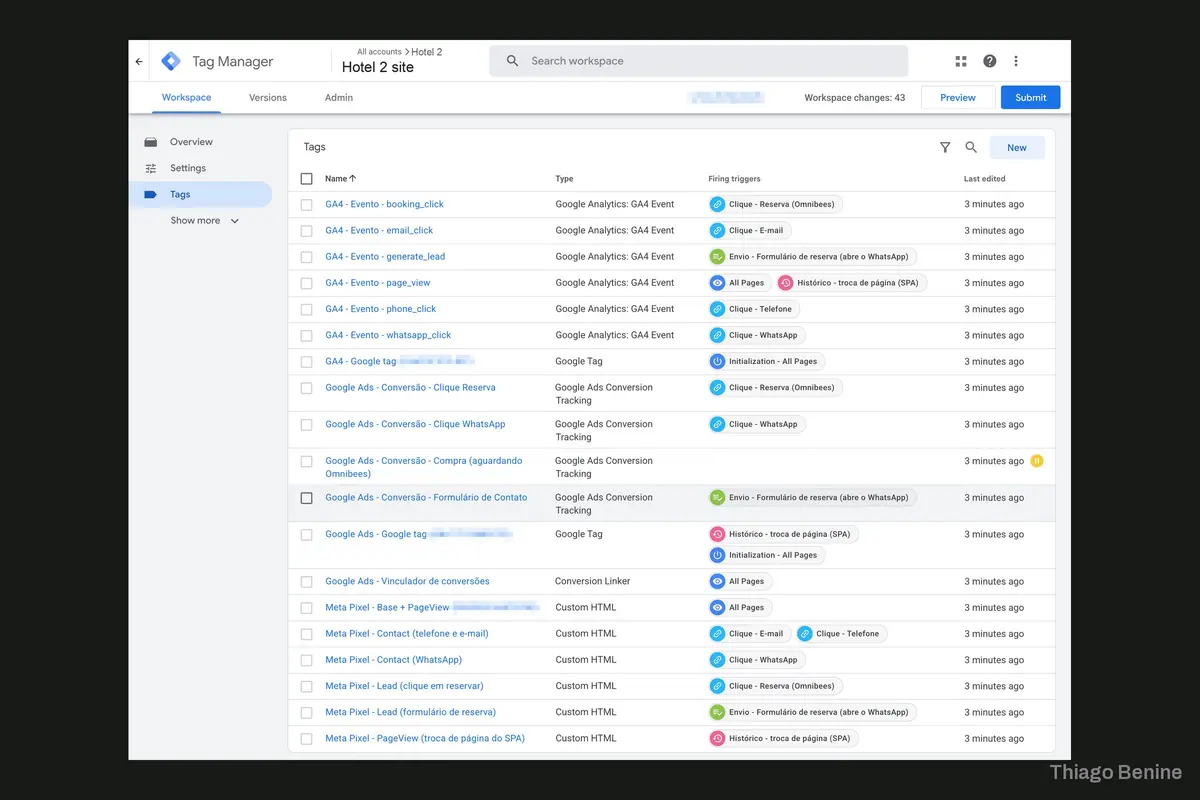 Tag Manager
All accounts > Hotel 2
Hotel 2 site
Search workspace
Workspace
Versions
Admin
Workspace changes: 43
Preview
Submit
Overview
Settings
Tags
Show more
Tags
New
Name Type Firing triggers Last edited
GA4 - Evento - booking_click Google Analytics: GA4 Event Clique - Reserva (Omnibees) 3 minutes ago
GA4 - Evento - email_click Google Analytics: GA4 Event Clique - E-mail 3 minutes ago
GA4 - Evento - generate_lead Google Analytics: GA4 Event Envio - Formulário de reserva (abre o WhatsApp) 3 minutes ago
GA4 - Evento - page_view Google Analytics: GA4 Event All Pages Histórico - troca de página (SPA) 3 minutes ago
GA4 - Evento - phone_click Google Analytics: GA4 Event Clique - Telefone 3 minutes ago
GA4 - Evento - whatsapp_click Google Analytics: GA4 Event Clique - WhatsApp 3 minutes ago
GA4 - Google tag Google Tag Initialization - All Pages 3 minutes ago
Google Ads - Conversão - Clique Reserva Google Ads Conversion Clique - Reserva (Omnibees) 3 minutes ago
Tracking
Google Ads - Conversão - Clique WhatsApp Google Ads Conversion Clique - WhatsApp 3 minutes ago
Tracking
Google Ads - Conversão - Compra (aguardando Google Ads Conversion 3 minutes ago
Omnibees) Tracking
Google Ads - Conversão - Formulário de Contato Google Ads Conversion Envio - Formulário de reserva (abre o WhatsApp) 3 minutes ago
Tracking
Google Ads - Google tag Google Tag Histórico - troca de página (SPA) 3 minutes ago
Initialization - All Pages
Google Ads - Vinculador de conversões Conversion Linker All Pages 3 minutes ago
Meta Pixel - Base + PageView Custom HTML All Pages 3 minutes ago
Meta Pixel - Contact (telefone e e-mail) Custom HTML Clique - E-mail Clique - Telefone 3 minutes ago
Meta Pixel - Contact (WhatsApp) Custom HTML Clique - WhatsApp 3 minutes ago
Meta Pixel - Lead (clique em reservar) Custom HTML Clique - Reserva (Omnibees) 3 minutes ago
Meta Pixel - Lead (formulário de reserva) Custom HTML Envio - Formulário de reserva (abre o WhatsApp) 3 minutes ago
Meta Pixel - PageView (troca de página do SPA) Custom HTML Histórico - troca de página (SPA) 3 minutes ago
Thiago Benine